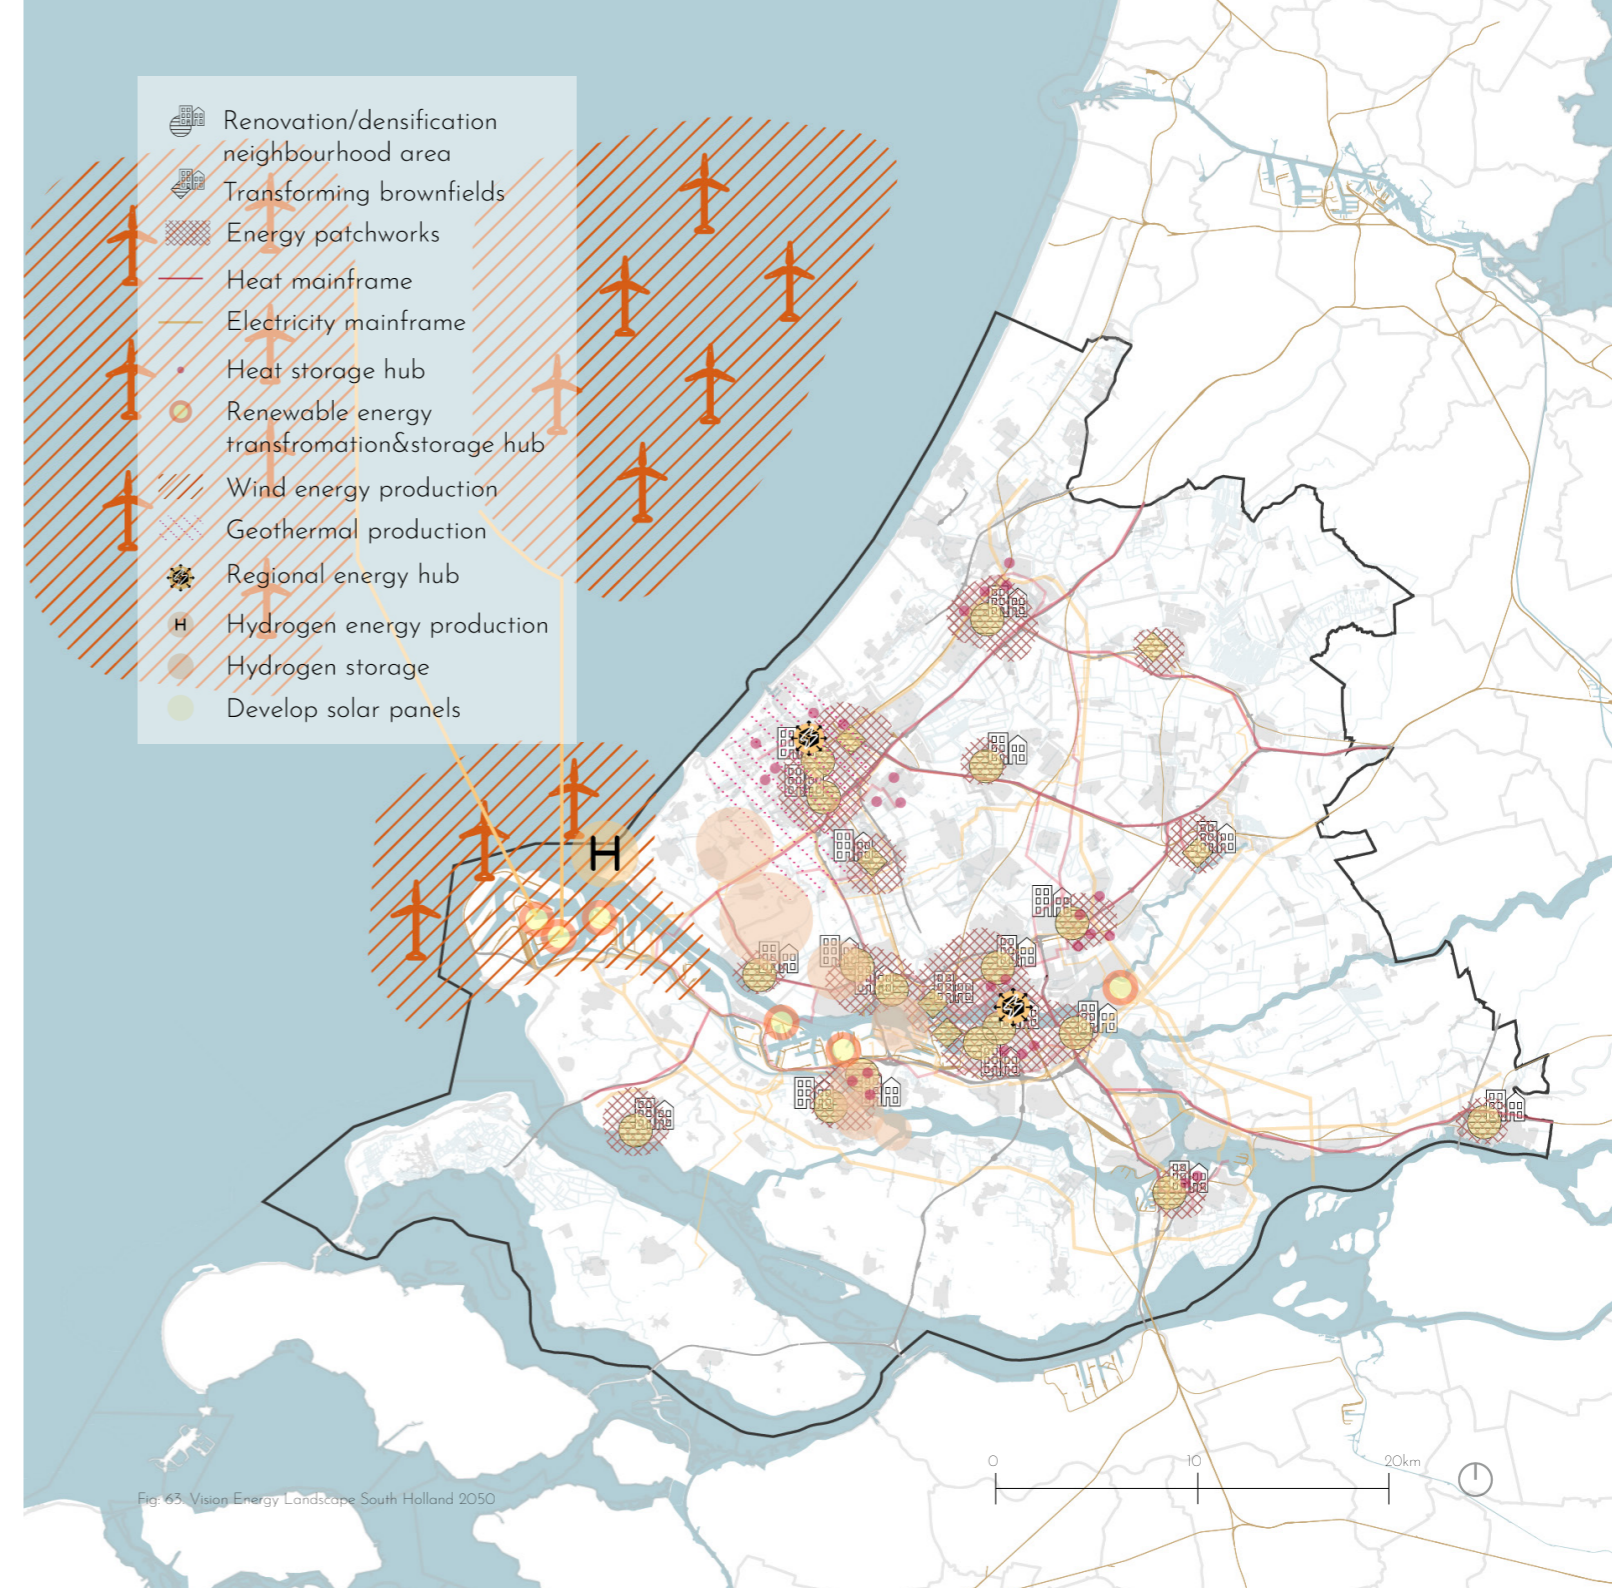 Renovation/densification
neighbourhood area
Transforming brownfields
Energy patchworks
Heat mainframe
Electricity mainframe
Heat storage hub
Renewable energy
transfromation&storage hub
Wind energy production
Geothermal production
Regional energy hub
H Hydrogen energy production
Hydrogen storage
Develop solar panels
H
0 10 20km
Fig: 63: Vision Energy Landscape South Holland 2050